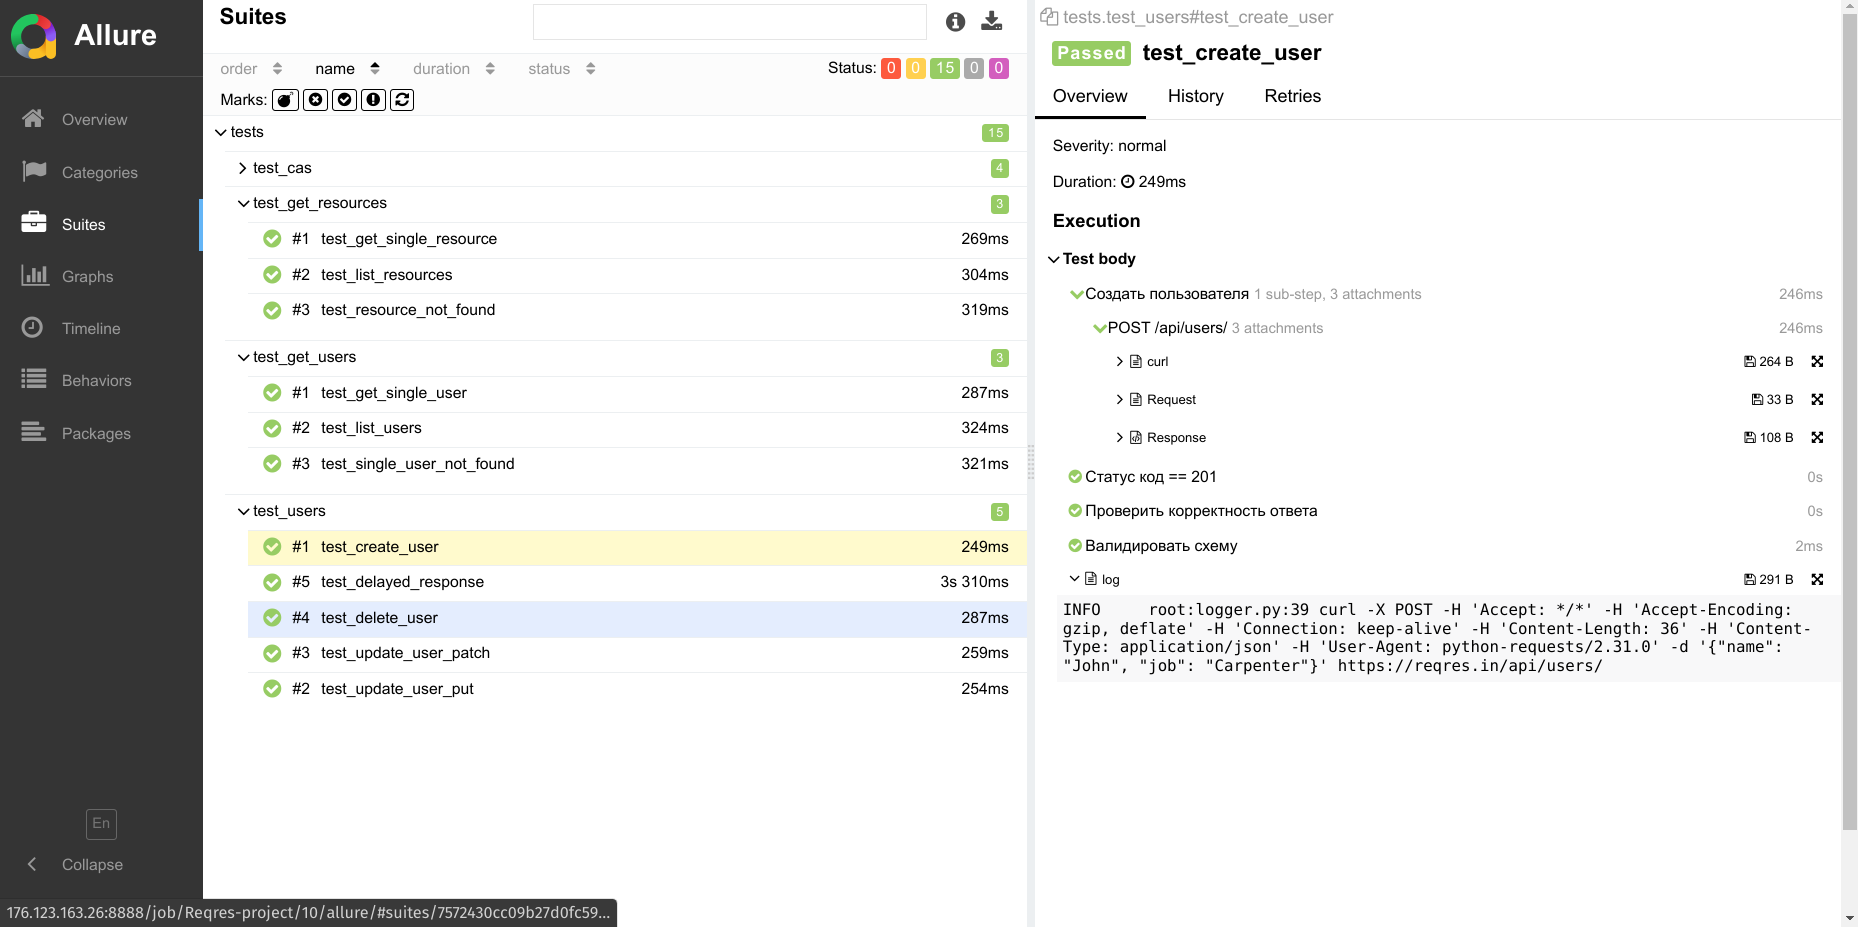 Allure
Overview
Categories
Suites
Graphs
Timeline
Behaviors
Packages
En
Collapse
Suites
order name duration status Status: 0 0 15 0 0
Marks:
tests 15
test_cas 4
test_get_resources 3
#1 test_get_single_resource 269ms
#2 test_list_resources 304ms
#3 test_resource_not_found 319ms
test_get_users 3
#1 test_get_single_user 287ms
#2 test_list_users 324ms
#3 test_single_user_not_found 321ms
test_users 5
#1 test_create_user 249ms
#5 test_delayed_response 3s 310ms
#4 test_delete_user 287ms
#3 test_update_user_patch 259ms
#2 test_update_user_put 254ms
tests.test_users#test_create_user
Passed test_create_user
Overview History Retries
Severity: normal
Duration: 249ms
Execution
Test body
Создать пользователя 1 sub-step, 3 attachments 246ms
POST /api/users/ 3 attachments 246ms
curl 264 B
Request 33 B
Response 108 B
Статус код == 201 0s
Проверить корректность ответа 0s
Валидировать схему 2ms
log 291 B
INFO root:logger.py:39 curl -X POST -H 'Accept: */*' -H 'Accept-Encoding:
gzip, deflate' -H 'Connection: keep-alive' -H 'Content-Length: 36' -H 'Content-
Type: application/json' -H 'User-Agent: python-requests/2.31.0' -d '{"name":
"John", "job": "Carpenter"}' https://reqres.in/api/users/
176.123.163.26:8888/job/Reqres-project/10/allure/#suites/7572430cc09b27d0fc59...